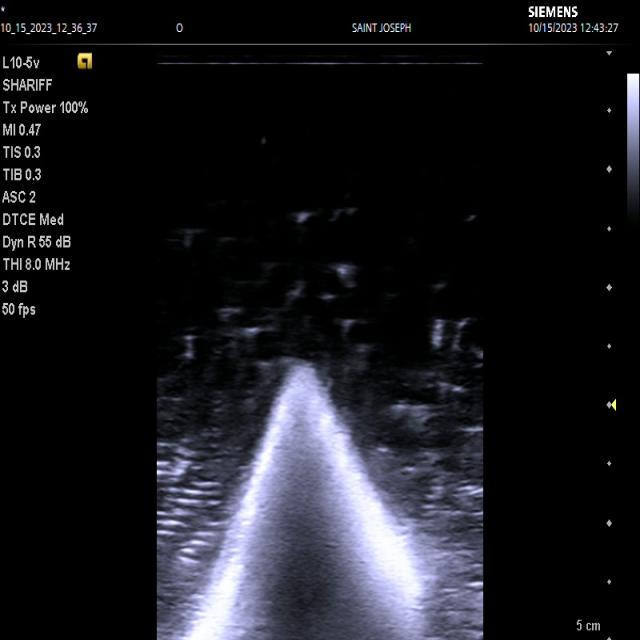 *
SIEMENS
10_15_2023_12_36_37 O SAINT JOSEPH 10/15/2023 12:43:27
L10-5v
SHARIFF
Tx Power 100%
MI 0.47
TIS 0.3
TIB 0.3
ASC 2
DTCE Med
Dyn R 55 dB
THI 8.0 MHz
3 dB
50 fps
5 cm